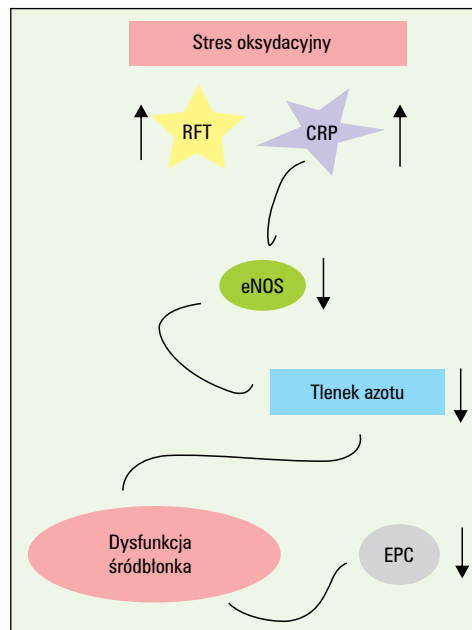 Stres oksydacyjny
RFT
CRP
eNOS
Tlenek azotu
Dysfunkcja
śródbłonka
EPC